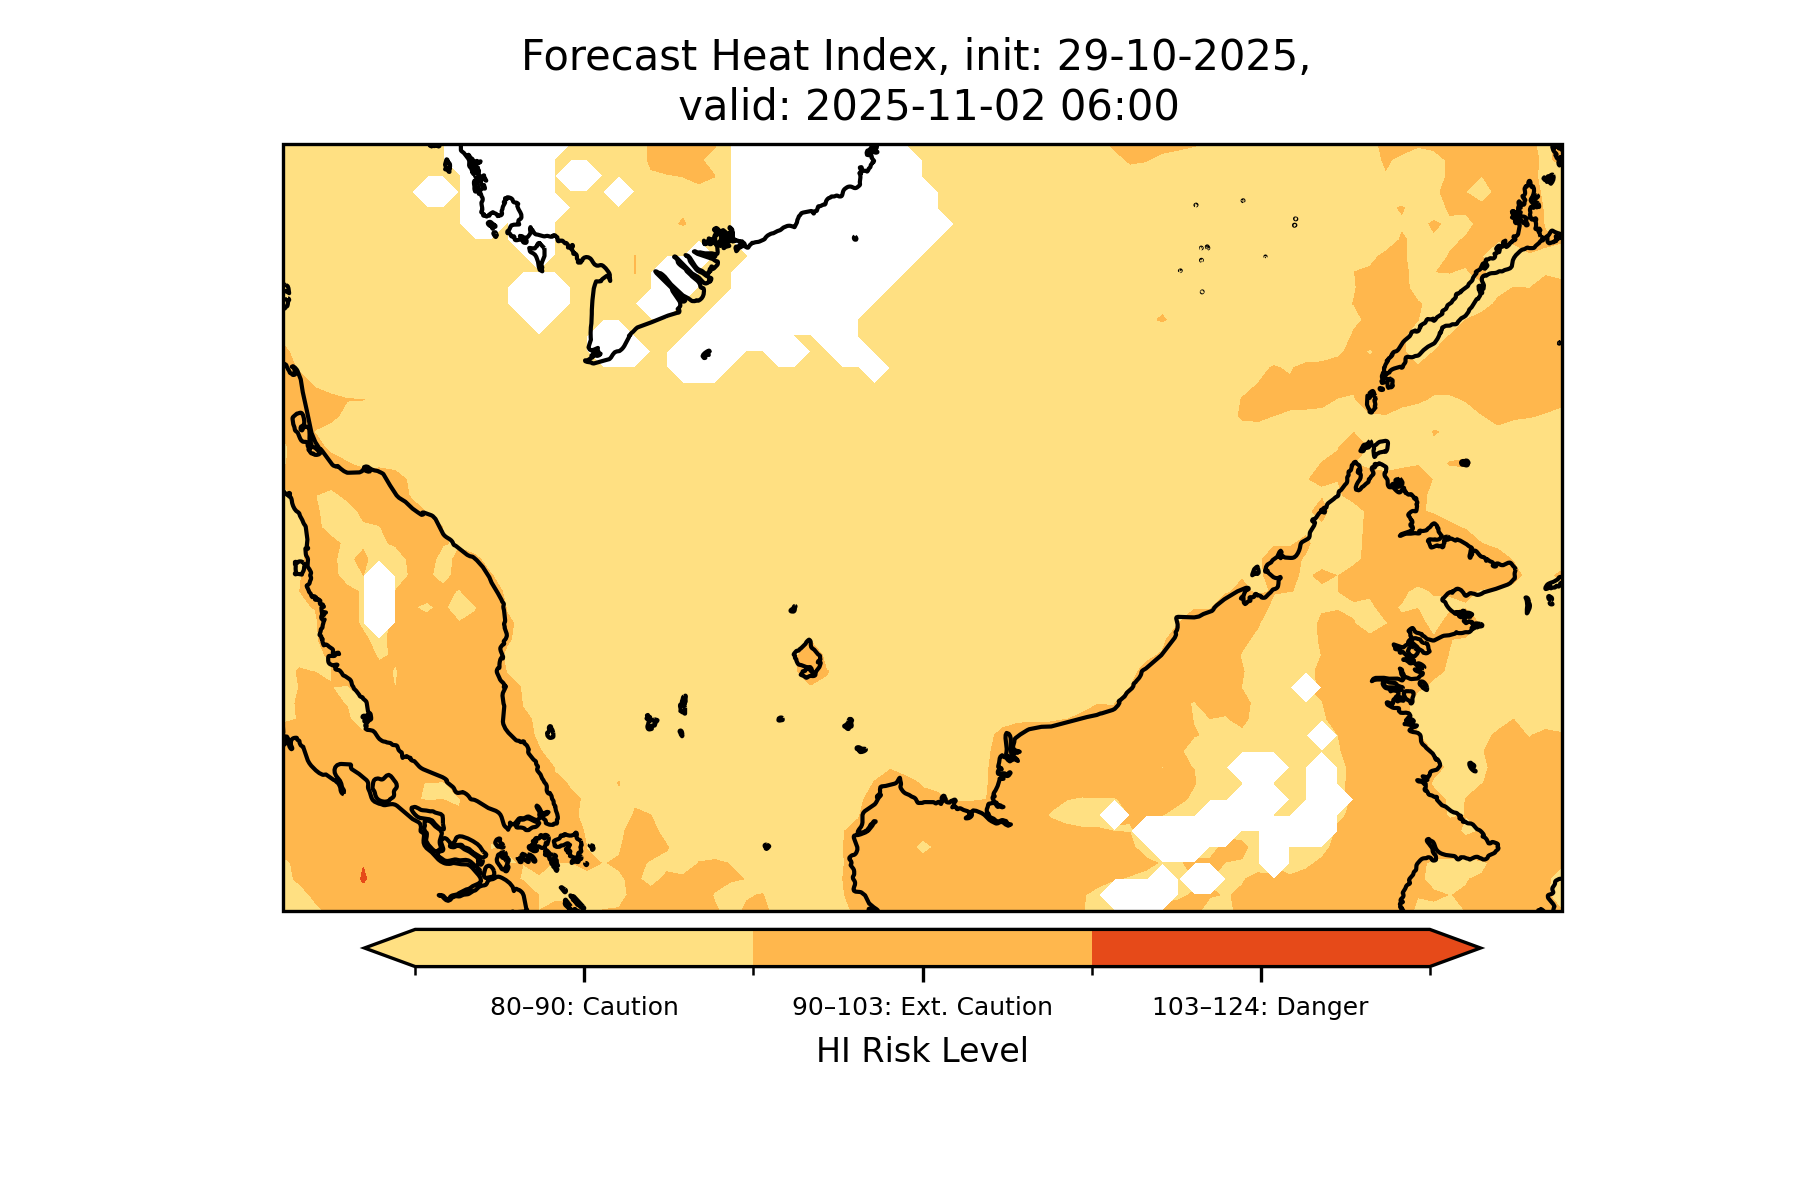 Forecast Heat Index, init: 29-10-2025,
valid: 2025-11-02 06:00
80–90: Caution
90–103: Ext. Caution
103–124: Danger
HI Risk Level